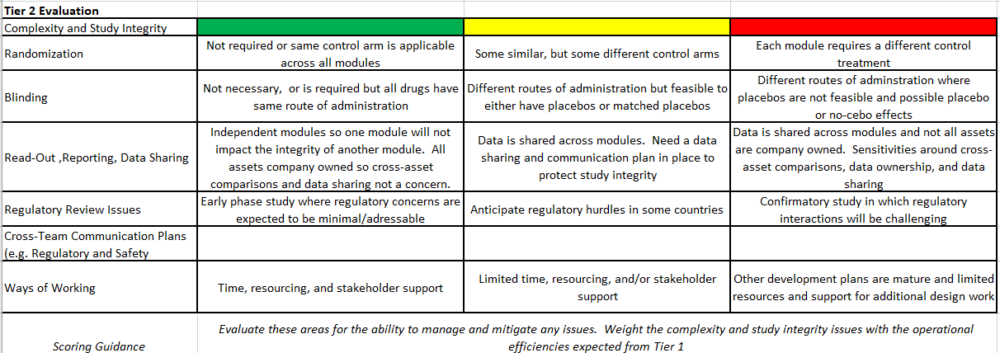 Tier 2 Evaluation
Complexity and Study Integrity
Randomization
Not required or same control arm is applicable
across all modules
Some similar, but some different control arms
Each module requires a different control
treatment
Blinding
Not necessary, or is required but all drugs have
same route of administration
Different routes of administration but feasible to
either have placebos or matched placebos
Different routes of adminstration where
placebos are not feasible and possible placebo
or no-cebo effects
Read-Out ,Reporting, Data Sharing
Independent modules so one module will not
impact the integrity of another module. All
assets company owned so cross-asset
comparisons and data sharing not a concern.
Data is shared across modules. Need a data
sharing and communication plan in place to
protect study integrity
Data is shared across modules and not all assets
are company owned. Sensitivities around cross-
asset comparisons, data ownership, and data
sharing
Regulatory Review Issues
Early phase study where regulatory concerns are
expected to be minimal/adressable
Anticipate regulatory hurdles in some countries
Confirmatory study in which regulatory
interactions will be challenging
Cross-Team Communication Plans
(e.g. Regulatory and Safety
Ways of Working
Time, resourcing, and stakeholder support
Limited time, resourcing, and/or stakeholder
support
Other development plans are mature and limited
resources and support for additional design work
Scoring Guidance
Evaluate these areas for the ability to manage and mitigate any issues. Weight the complexity and study integrity issues with the operational
efficiencies expected from Tier 1